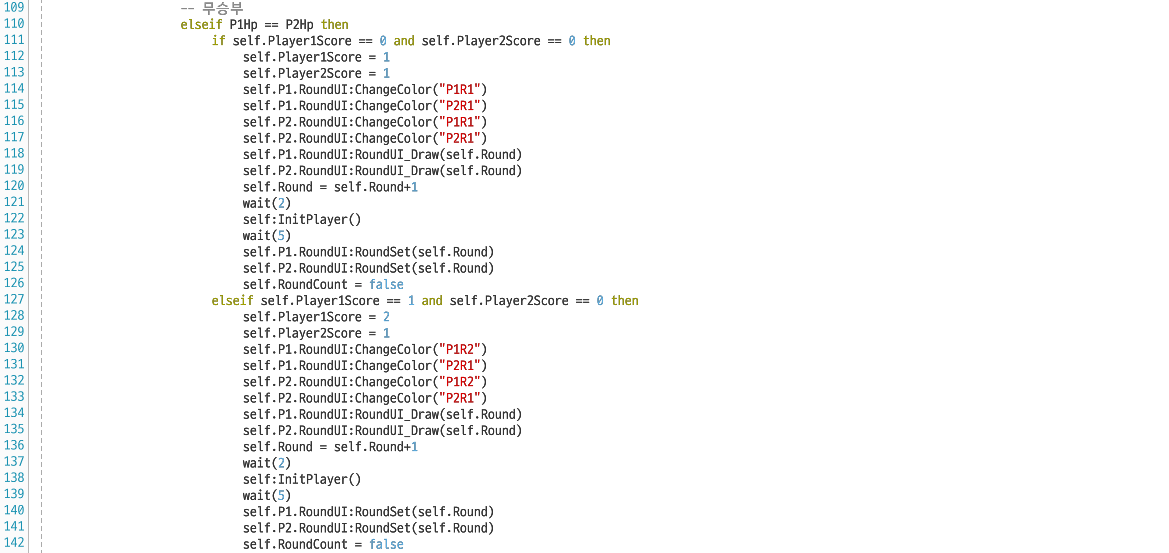 109 -- 무승부
110 elseif P1Hp == P2Hp then
111 if self.Player1Score == 0 and self.Player2Score == 0 then
112 self.Player1Score = 1
113 self.Player2Score = 1
114 self.P1.RoundUI:ChangeColor("P1R1")
115 self.P1.RoundUI:ChangeColor("P2R1")
116 self.P2.RoundUI:ChangeColor("P1R1")
117 self.P2.RoundUI:ChangeColor("P2R1")
118 self.P1.RoundUI:RoundUI_Draw(self.Round)
119 self.P2.RoundUI:RoundUI_Draw(self.Round)
120 self.Round = self.Round+1
121 wait(2)
122 self:InitPlayer()
123 wait(5)
124 self.P1.RoundUI:RoundSet(self.Round)
125 self.P2.RoundUI:RoundSet(self.Round)
126 self.RoundCount = false
127 elseif self.Player1Score == 1 and self.Player2Score == 0 then
128 self.Player1Score = 2
129 self.Player2Score = 1
130 self.P1.RoundUI:ChangeColor("P1R2")
131 self.P1.RoundUI:ChangeColor("P2R1")
132 self.P2.RoundUI:ChangeColor("P1R2")
133 self.P2.RoundUI:ChangeColor("P2R1")
134 self.P1.RoundUI:RoundUI_Draw(self.Round)
135 self.P2.RoundUI:RoundUI_Draw(self.Round)
136 self.Round = self.Round+1
137 wait(2)
138 self:InitPlayer()
139 wait(5)
140 self.P1.RoundUI:RoundSet(self.Round)
141 self.P2.RoundUI:RoundSet(self.Round)
142 self.RoundCount = false